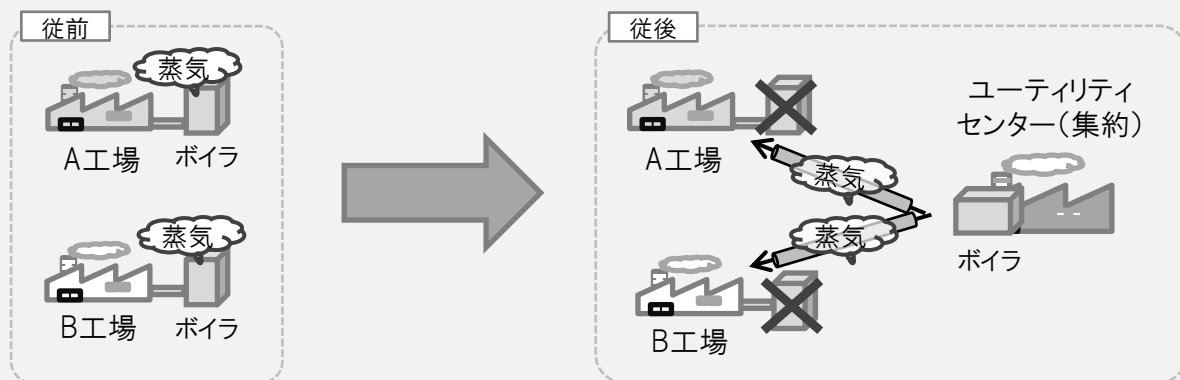 従前
蒸気
A工場
ボイラ
蒸気
B工場
ボイラ
従後
A工場
蒸気
蒸気
B工場
ユーティリティ
センター(集約)
ボイラ